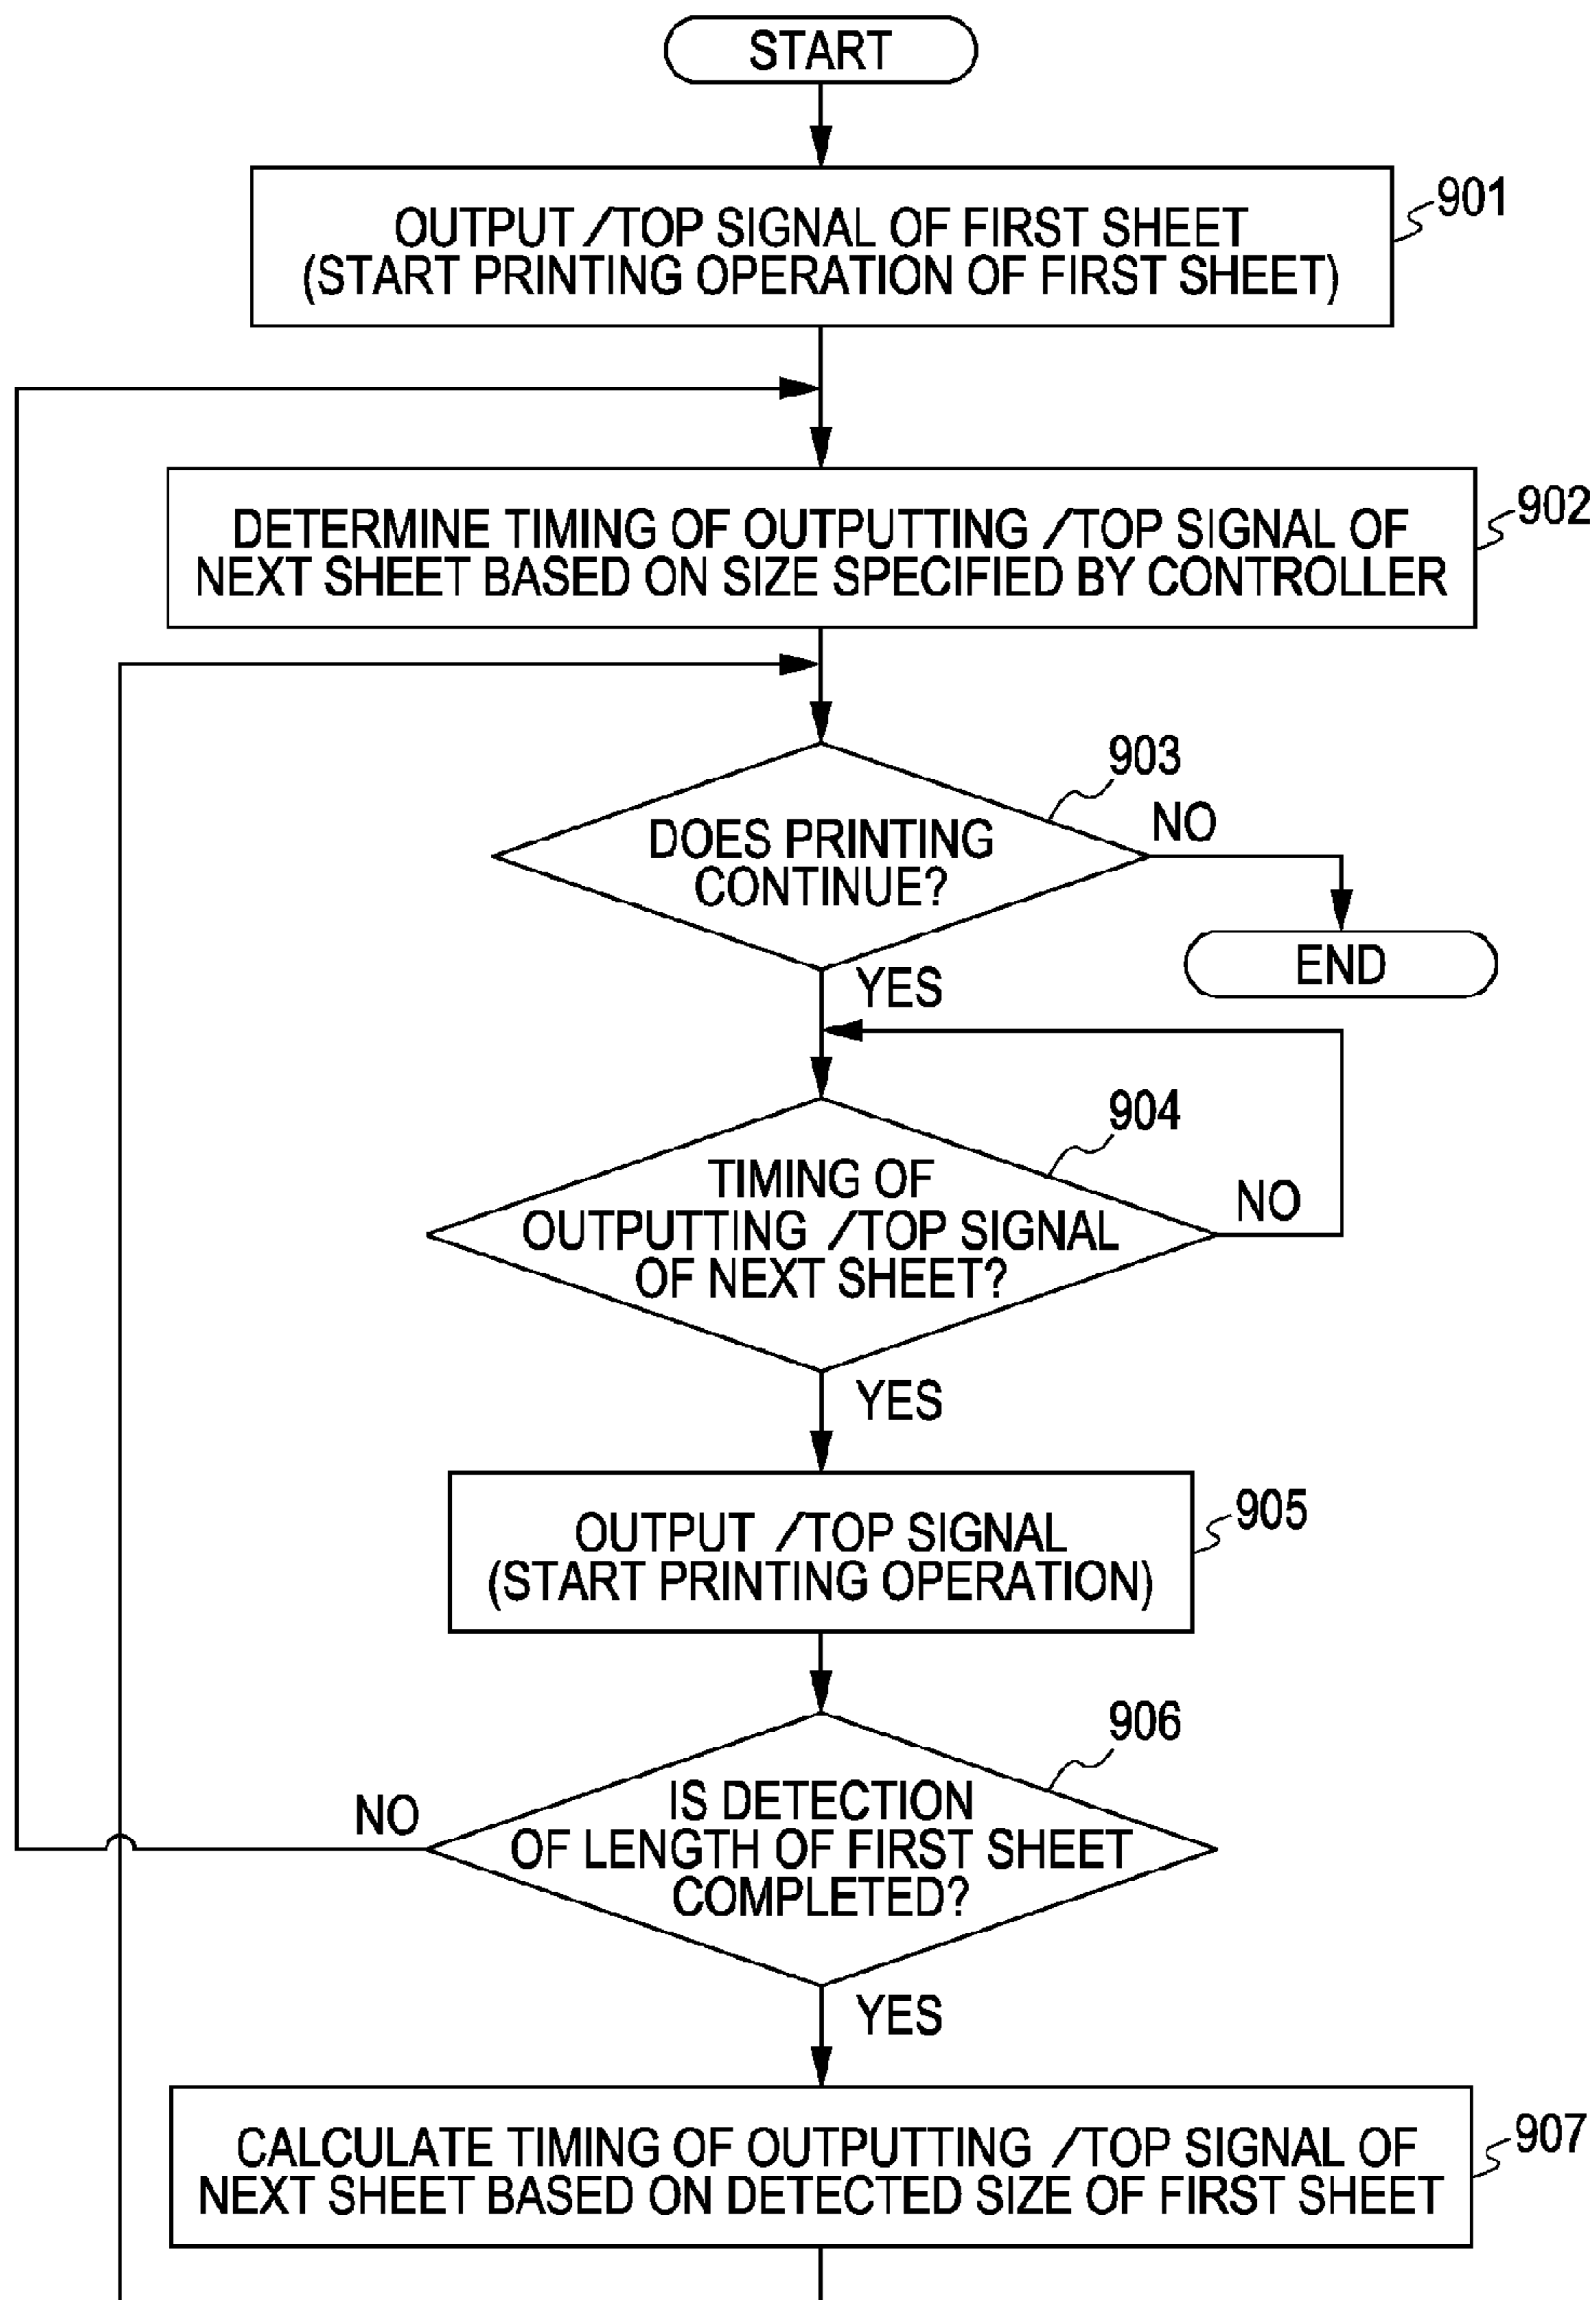 START
OUTPUT /TOP SIGNAL OF FIRST SHEET
(START PRINTING OPERATION OF FIRST SHEET)
901
DETERMINE TIMING OF OUTPUTTING /TOP SIGNAL OF
NEXT SHEET BASED ON SIZE SPECIFIED BY CONTROLLER
902
903
DOES PRINTING
CONTINUE?
NO
END
YES
904
TIMING OF
OUTPUTTING /TOP SIGNAL
OF NEXT SHEET?
NO
YES
OUTPUT /TOP SIGNAL
(START PRINTING OPERATION)
905
906
IS DETECTION
OF LENGTH OF FIRST SHEET
COMPLETED?
NO
YES
CALCULATE TIMING OF OUTPUTTING /TOP SIGNAL OF
NEXT SHEET BASED ON DETECTED SIZE OF FIRST SHEET
907